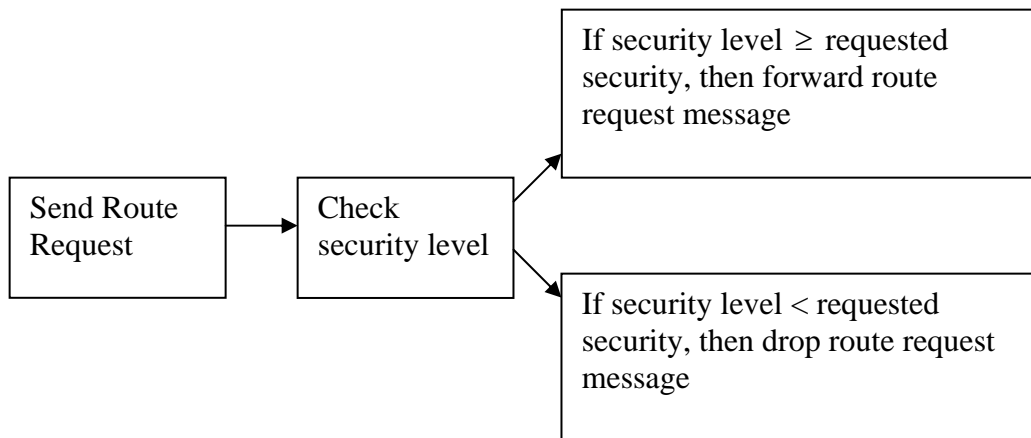 Send Route
Request
Check
security level
If security level ≥ requested
security, then forward route
request message
If security level < requested
security, then drop route request
message